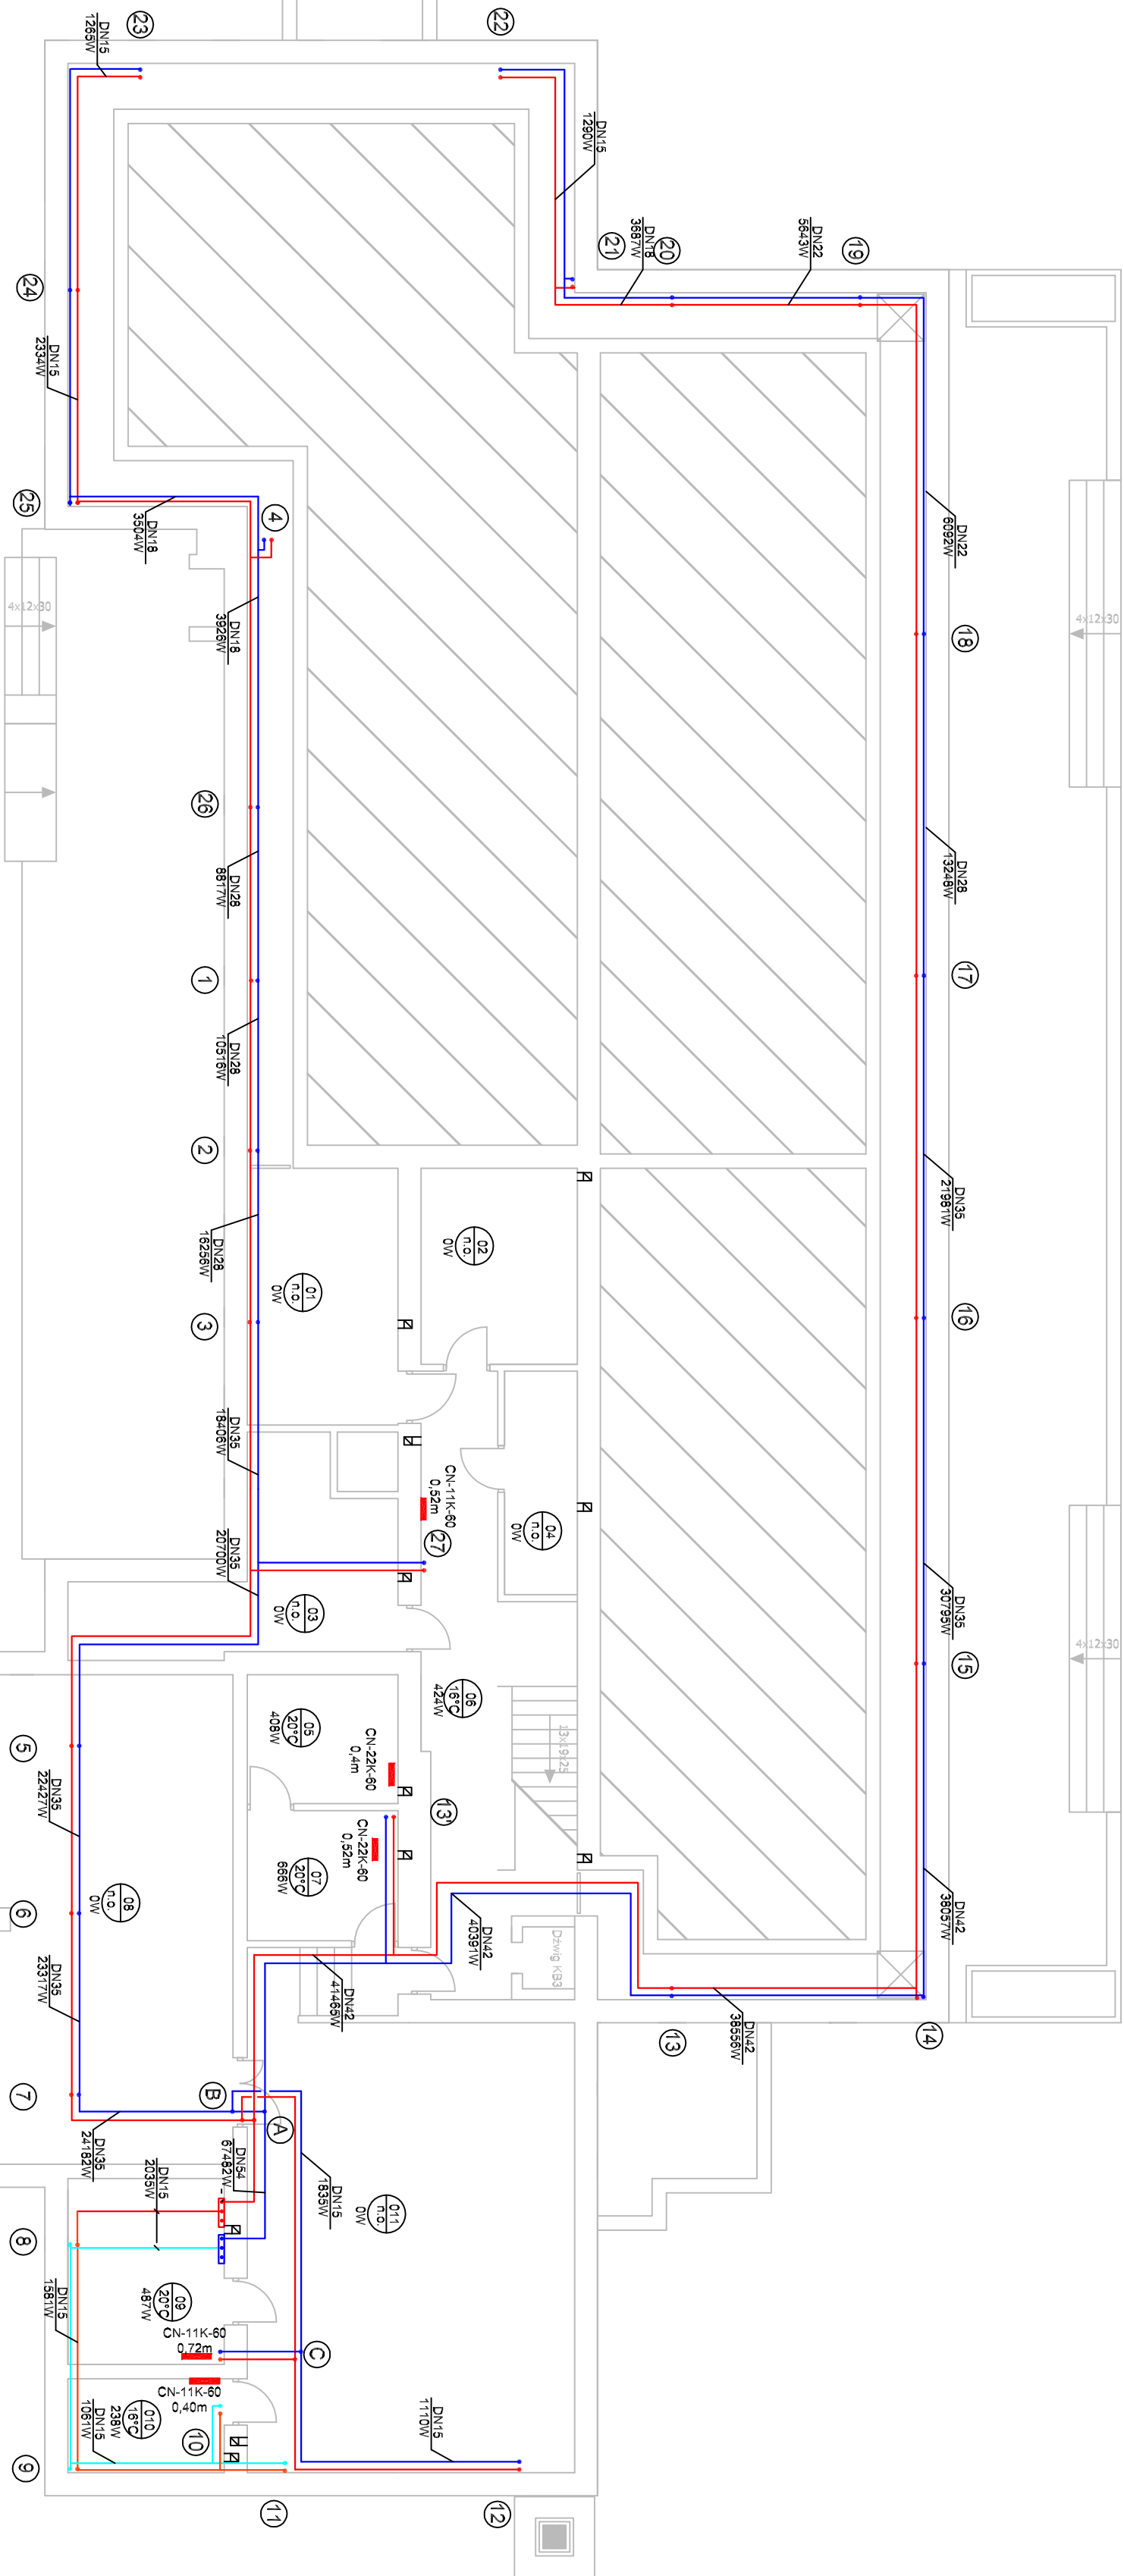 23
DN15
1265W
22
DN15
1290W
21
DN18
3687W
20
DN22
5643W
19
24
DN15
2334W
25
DN18
3504W
4
4x12x30
DN18
3926W
DN22
6092W
4x12x30
18
26
DN28
8817W
DN28
13248W
1
17
DN28
10516W
2
DN35
21981W
DN28
16256W
02
n.o.
0W
01
n.o.
0W
3
16
DN35
18406W
CN-11K-60
0,52m
27
04
n.o.
0W
DN35
20700W
03
n.o.
0W
DN35
30795W
4x12x30
15
06
16°C
424W
13x19x25
5
05
20°C
408W
CN-22K-60
0,4m
13'
DN35
22427W
CN-22K-60
0,52m
07
20°C
666W
08
n.o.
0W
6
DN42
38057W
DN42
40391W
Dźwig KB3
DN35
23317W
DN42
41465W
DN42
38556W
13
14
7
B
A
DN35
24182W
DN15
2035W
DN54
67482W
DN15
1835W
011
n.o.
0W
8
DN15
1581W
09
20°C
487W
CN-11K-60
0,72m
C
CN-11K-60
0,40m
010
16°C
238W
DN15
1061W
10
DN15
1110W
9
11
12